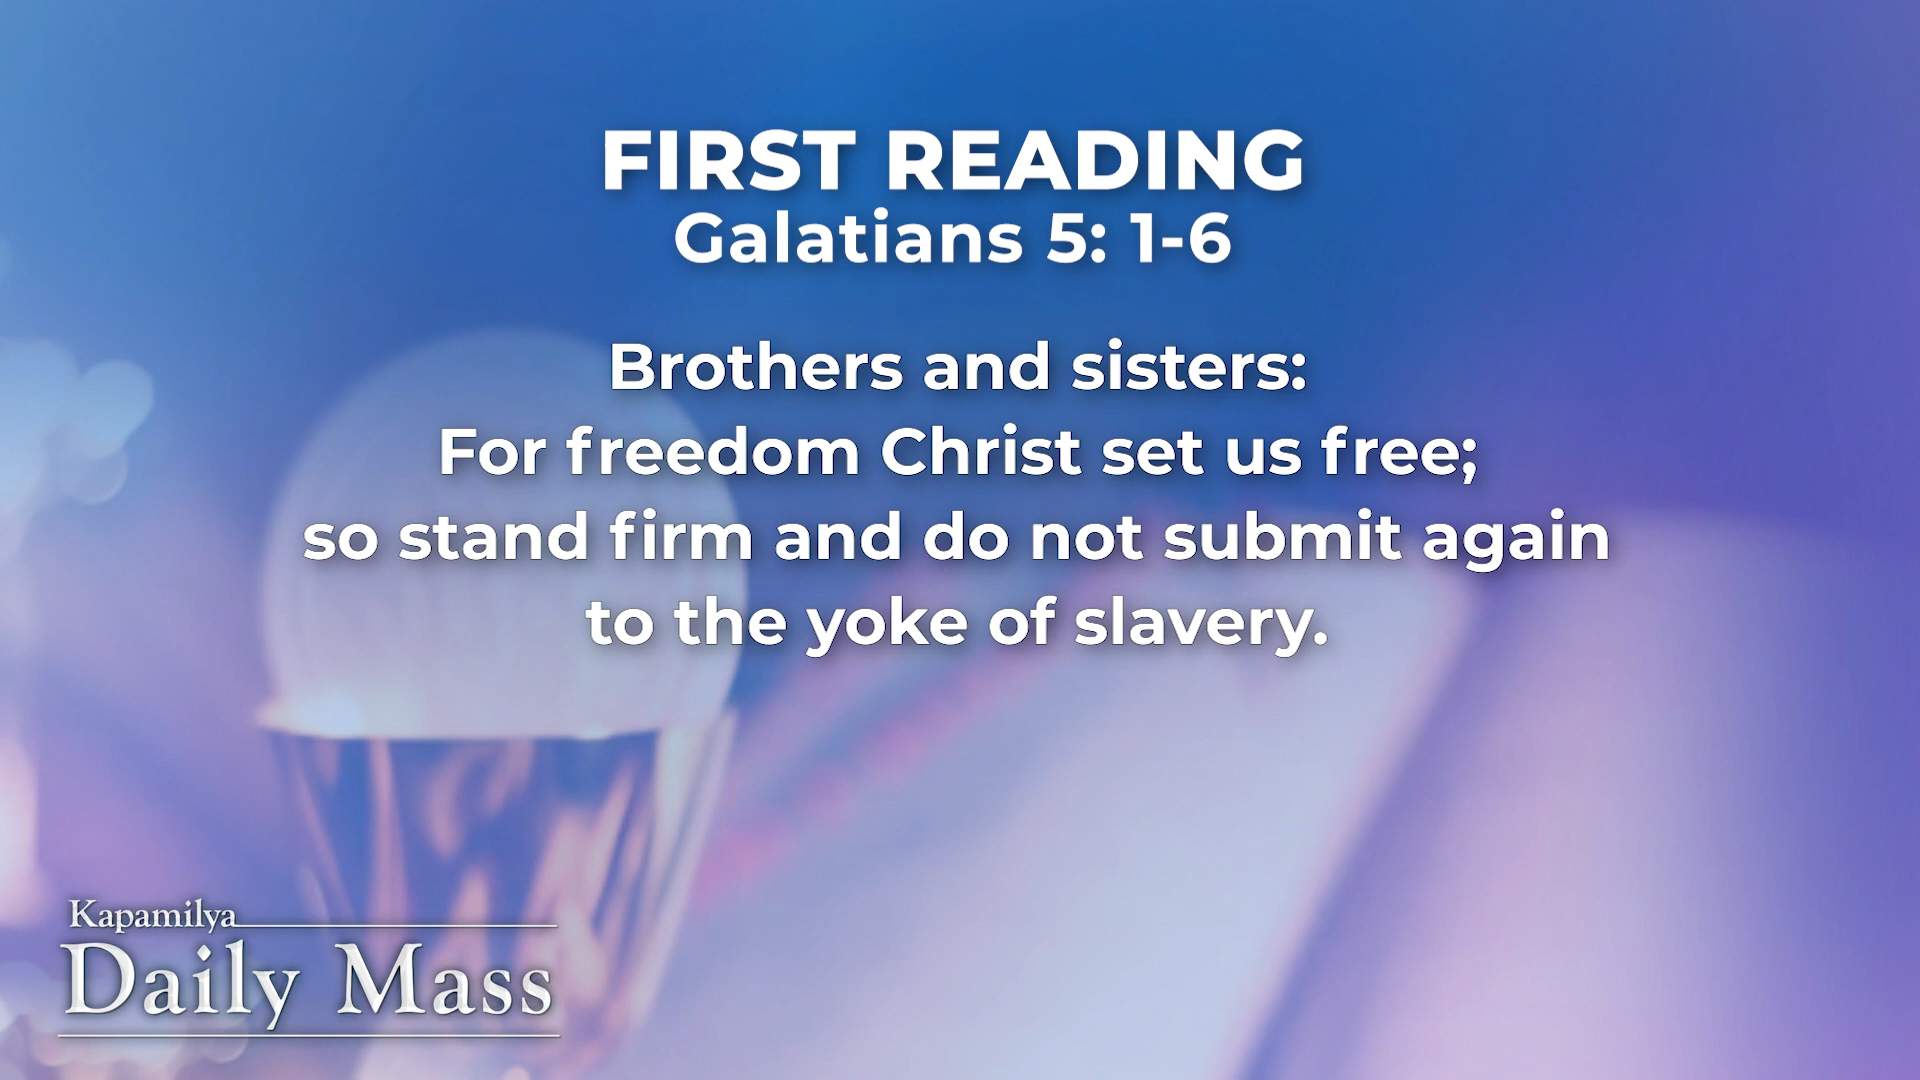 FIRST READING
Galatians 5: 1-6
Brothers and sisters:
For freedom Christ set us free;
so stand firm and do not submit again
to the yoke of slavery.
Kapamilya
Daily Mass